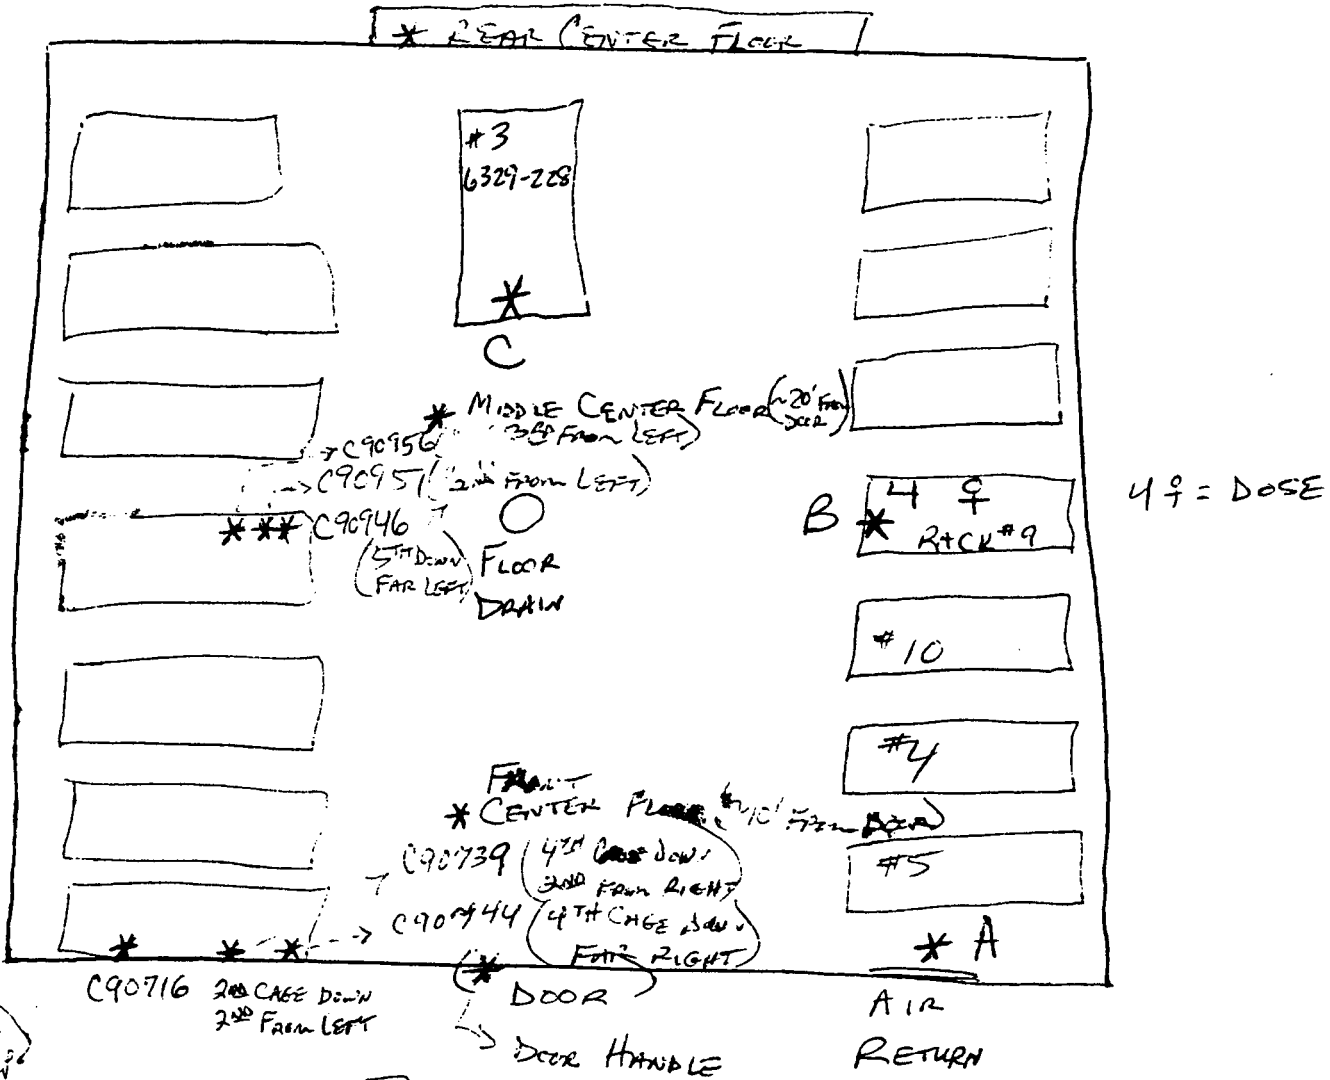 * REAR CENTER FLOOR
#3
6329-228
*
C
* MIDDLE CENTER FLOOR (~20' FROM
DOOR)
→ C90956 ( 3RD FROM LEFT)
→ C90951 (2ND FROM LEFT)
* ** C90946
(5TH DOWN
FAR LEFT)
FLOOR
DRAIN
B
* 4 ♀
RACK #9
4 ♀ = DOSE
#10
#4
#5
FRONT
* CENTER FLOOR (~10' FROM DOOR)
C90739 (4TH CAGE DOWN
2ND FROM RIGHT)
(4TH CAGE DOWN
FAR RIGHT)
* * *
* A
C90716
2ND CAGE DOWN
2ND FROM LEFT
(*)
DOOR
→ DOOR HANDLE
AIR
RETURN